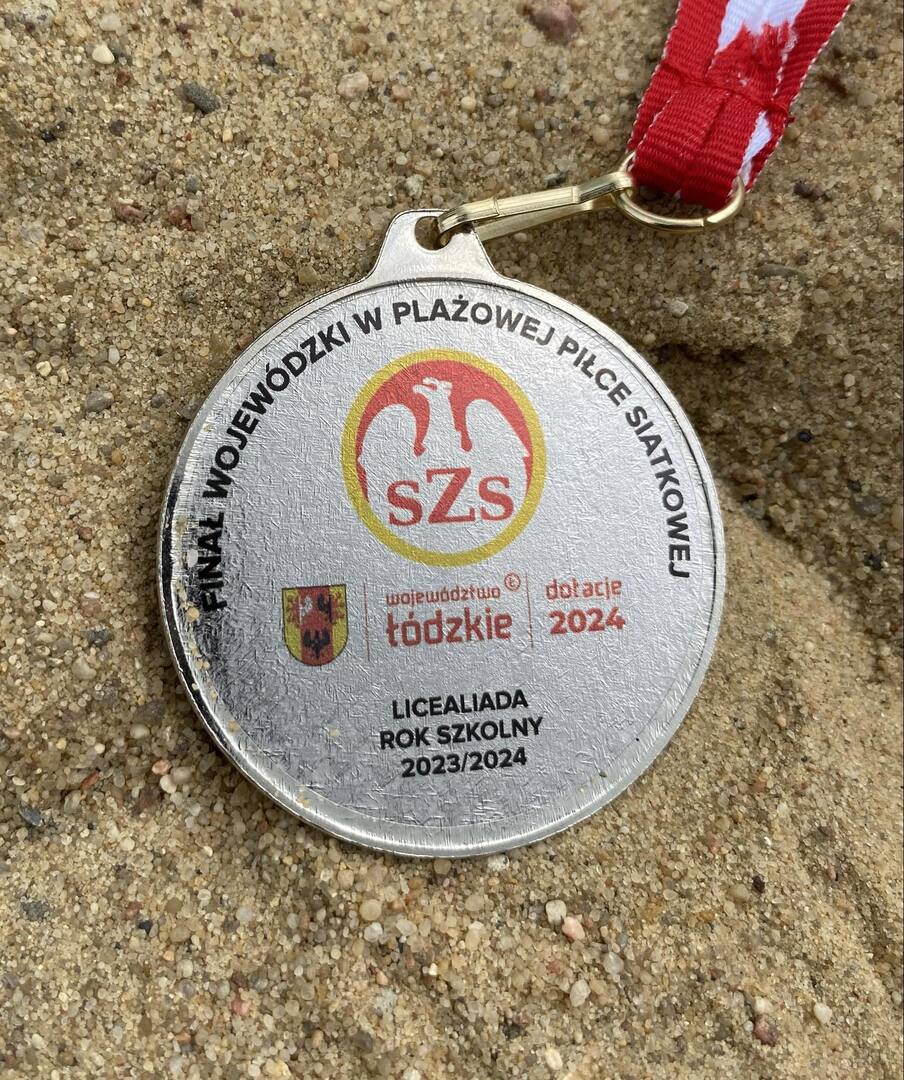 FINAŁ WOJEWÓDZKI W PLAŻOWEJ PIŁCE SIATKOWEJ
sZs
województwo Ł
łódzkie
dotacje
2024
LICEALIADA
ROK SZKOLNY
2023/2024